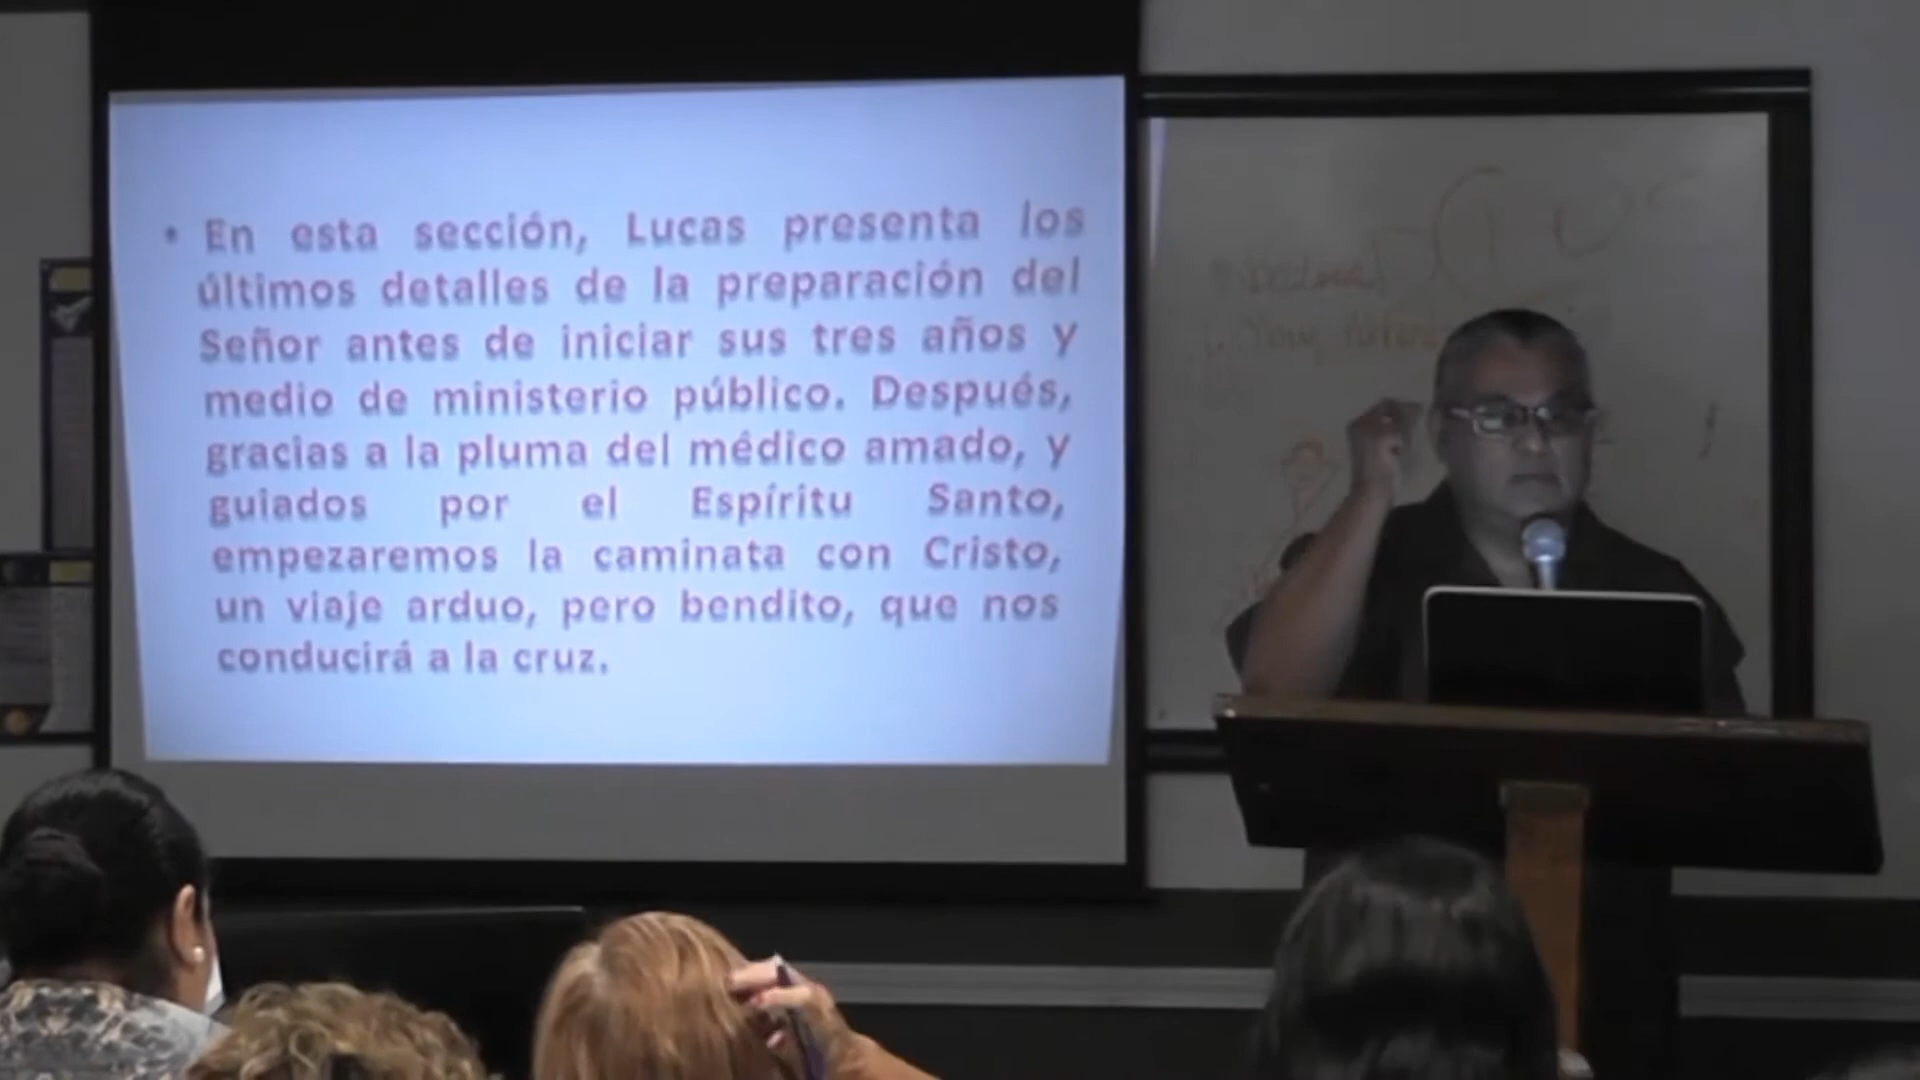 • En esta sección, Lucas presenta los
últimos detalles de la preparación del
Señor antes de iniciar sus tres años y
medio de ministerio público. Después,
gracias a la pluma del médico amado, y
guiados por el Espíritu Santo,
empezaremos la caminata con Cristo,
un viaje arduo, pero bendito, que nos
conducirá a la cruz.